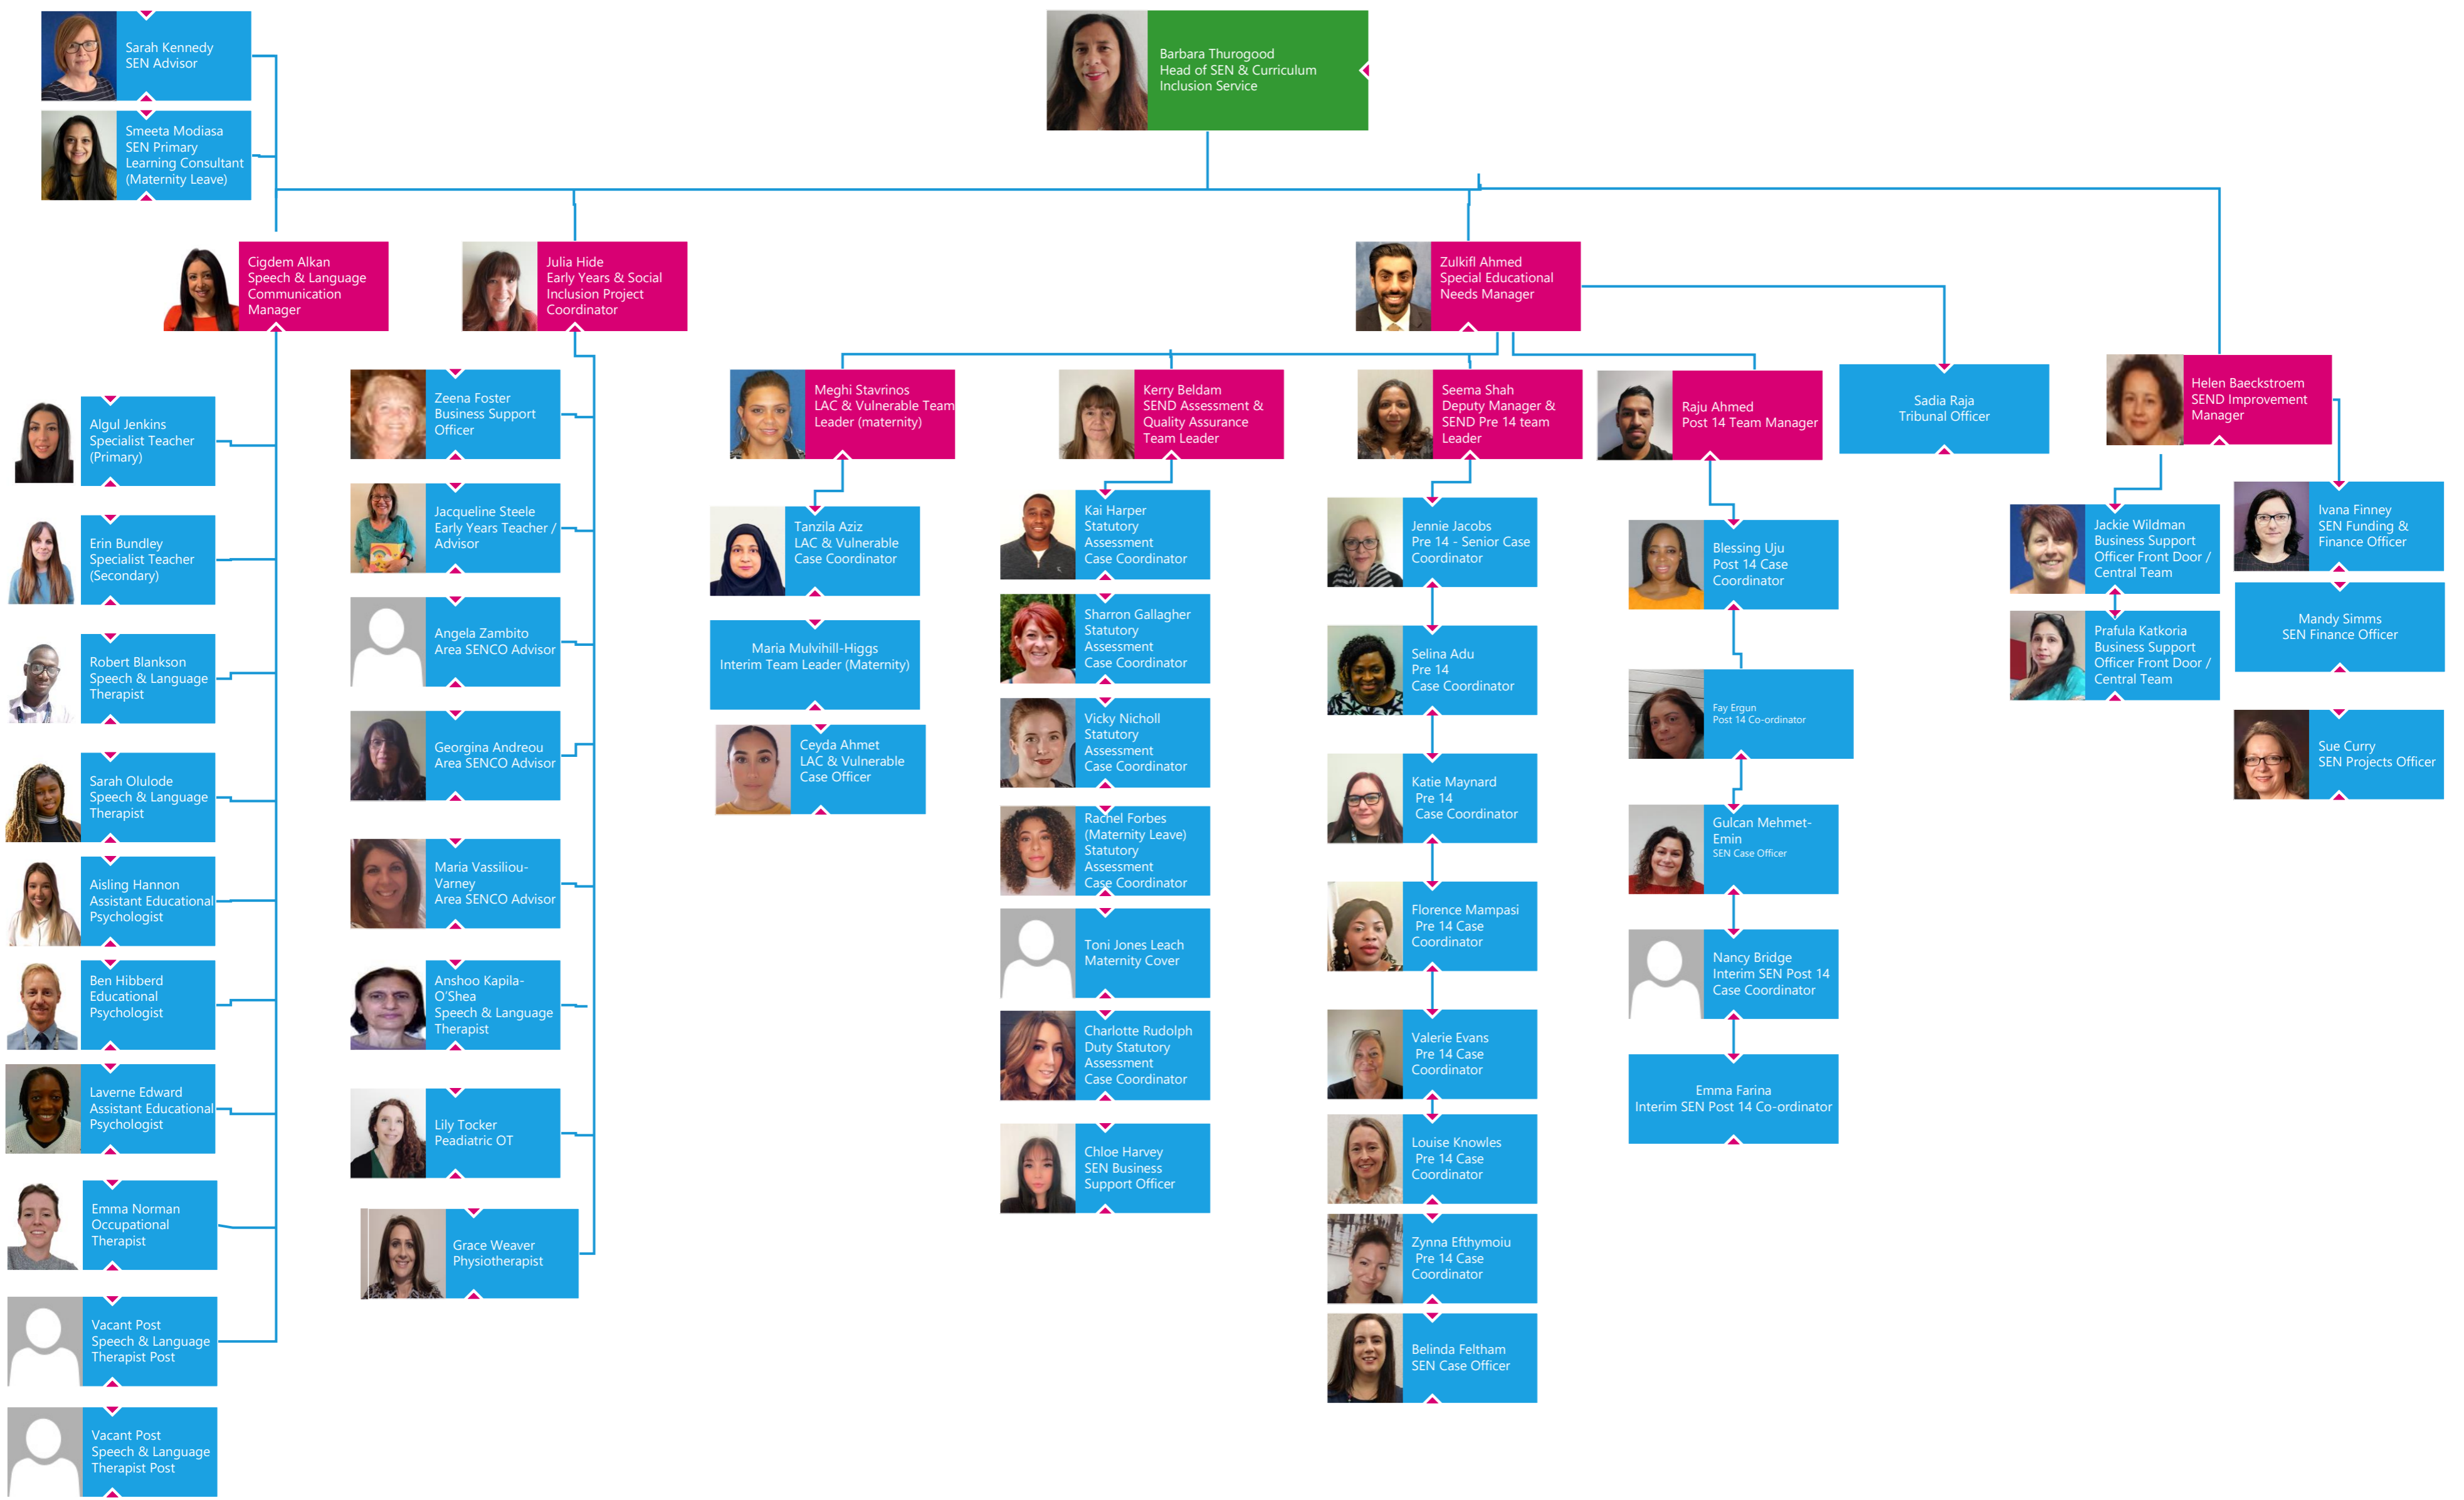 Sarah Kennedy
SEN Advisor
Smeeta Modiasa
SEN Primary
Learning Consultant
(Maternity Leave)
Barbara Thurogood
Head of SEN & Curriculum
Inclusion Service
Cigdem Alkan
Speech & Language
Communication
Manager
Julia Hide
Early Years & Social
Inclusion Project
Coordinator
Zulkifl Ahmed
Special Educational
Needs Manager
Algul Jenkins
Specialist Teacher
(Primary)
Erin Bundley
Specialist Teacher
(Secondary)
Robert Blankson
Speech & Language
Therapist
Sarah Olulode
Speech & Language
Therapist
Aisling Hannon
Assistant Educational
Psychologist
Ben Hibberd
Educational
Psychologist
Laverne Edward
Assistant Educational
Psychologist
Emma Norman
Occupational
Therapist
Vacant Post
Speech & Language
Therapist Post
Vacant Post
Speech & Language
Therapist Post
Zeena Foster
Business Support
Officer
Jacqueline Steele
Early Years Teacher /
Advisor
Angela Zambito
Area SENCO Advisor
Georgina Andreou
Area SENCO Advisor
Maria Vassiliou-
Varney
Area SENCO Advisor
Anshoo Kapila-
O'Shea
Speech & Language
Therapist
Lily Tocker
Peadiatric OT
Grace Weaver
Physiotherapist
Meghi Stavrinos
LAC & Vulnerable Team
Leader (maternity)
Tanzila Aziz
LAC & Vulnerable
Case Coordinator
Maria Mulvihill-Higgs
Interim Team Leader (Maternity)
Ceyda Ahmet
LAC & Vulnerable
Case Officer
Kerry Beldam
SEND Assessment &
Quality Assurance
Team Leader
Kai Harper
Statutory
Assessment
Case Coordinator
Sharron Gallagher
Statutory
Assessment
Case Coordinator
Vicky Nicholl
Statutory
Assessment
Case Coordinator
Rachel Forbes
(Maternity Leave)
Statutory
Assessment
Case Coordinator
Toni Jones Leach
Maternity Cover
Charlotte Rudolph
Duty Statutory
Assessment
Case Coordinator
Chloe Harvey
SEN Business
Support Officer
Seema Shah
Deputy Manager &
SEND Pre 14 team
Leader
Jennie Jacobs
Pre 14 - Senior Case
Coordinator
Selina Adu
Pre 14
Case Coordinator
Katie Maynard
Pre 14
Case Coordinator
Florence Mampasi
Pre 14 Case
Coordinator
Valerie Evans
Pre 14 Case
Coordinator
Louise Knowles
Pre 14 Case
Coordinator
Zynna Efthymoiu
Pre 14 Case
Coordinator
Belinda Feltham
SEN Case Officer
Raju Ahmed
Post 14 Team Manager
Blessing Uju
Post 14 Case
Coordinator
Fay Ergun
Post 14 Co-ordinator
Gulcan Mehmet-
Emin
SEN Case Officer
Nancy Bridge
Interim SEN Post 14
Case Coordinator
Emma Farina
Interim SEN Post 14 Co-ordinator
Sadia Raja
Tribunal Officer
Helen Baeckstroem
SEND Improvement
Manager
Jackie Wildman
Business Support
Officer Front Door /
Central Team
Prafula Katkoria
Business Support
Officer Front Door /
Central Team
Ivana Finney
SEN Funding &
Finance Officer
Mandy Simms
SEN Finance Officer
Sue Curry
SEN Projects Officer